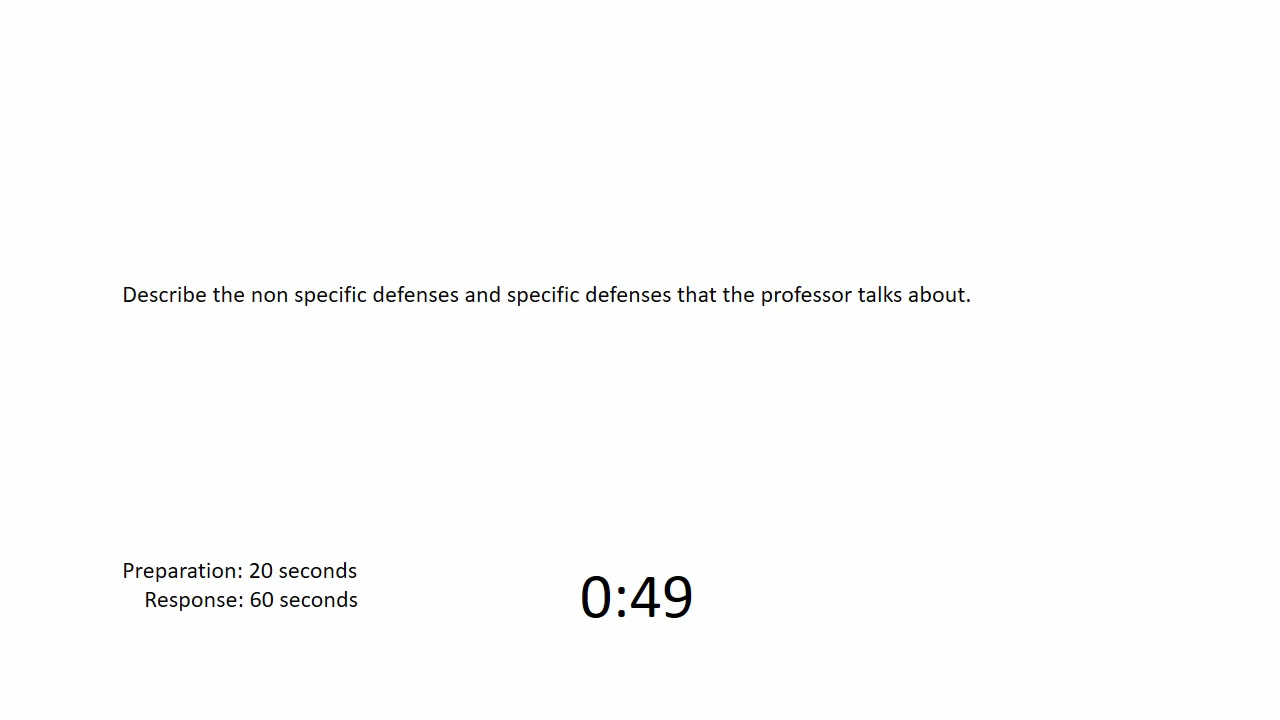 Describe the non specific defenses and specific defenses that the professor talks about.
Preparation: 20 seconds
Response: 60 seconds
0:49